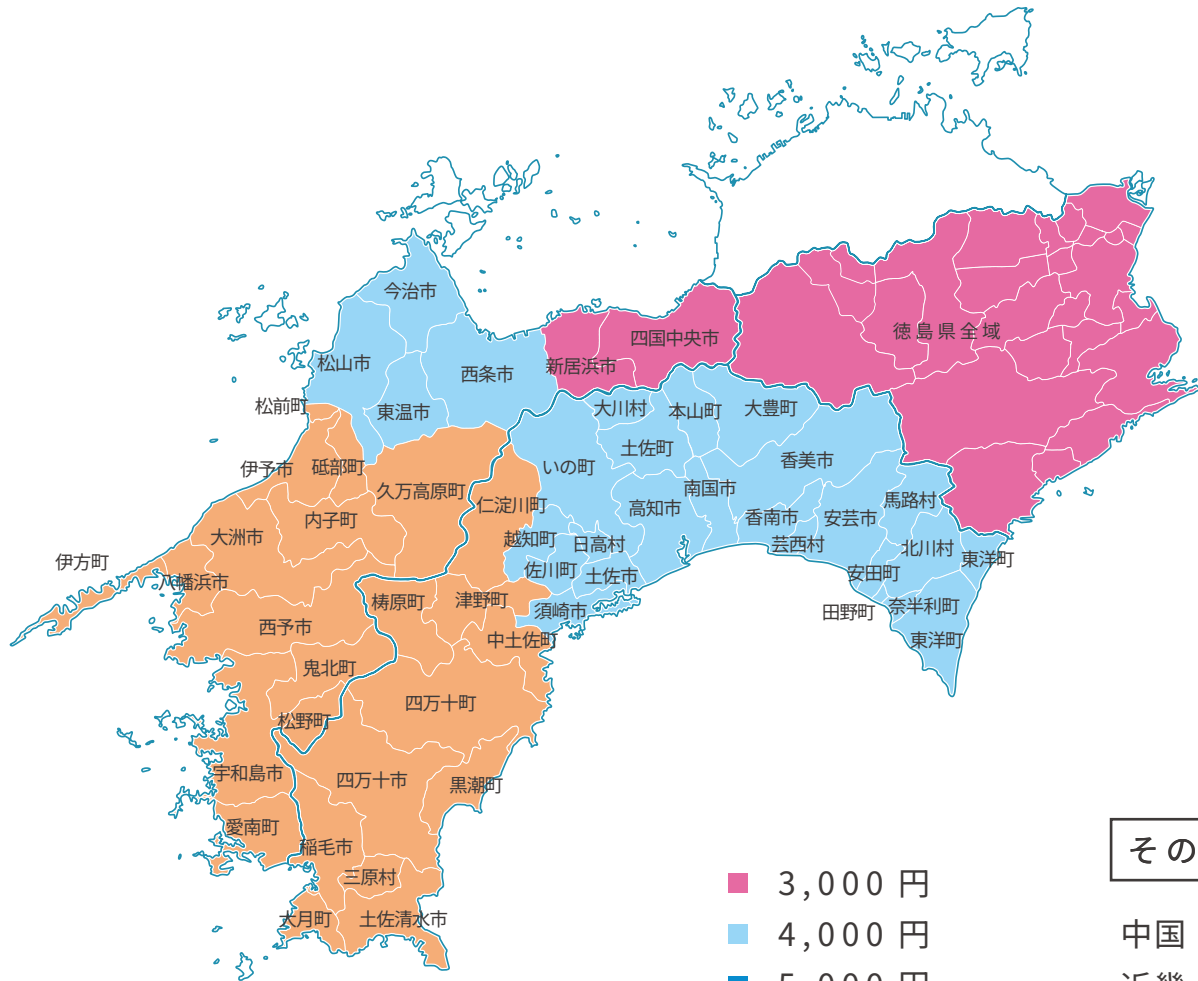 今治市
徳島県全域
四国中央市
松山市
新居浜市
西条市
松前町
東温市
大川村
本山町
大豊町
土佐町
伊予市
砥部町
いの町
香美市
久万高原町
南国市
仁淀川町
高知市
馬路村
内子町
香南市
安芸市
大洲市
越知町
日高村
芸西村
北川村
東洋町
伊方町
佐川町
土佐市
安田町
八幡浜市
梼原町
津野町
須崎市
田野町
奈半利町
西予市
中土佐町
東洋町
鬼北町
四万十町
松野町
宇和島市
四万十市
黒潮町
愛南町
稲毛市
三原村
大月町
土佐清水市
3,000 円
4,000 円
5,000 円
その
中国
近畿